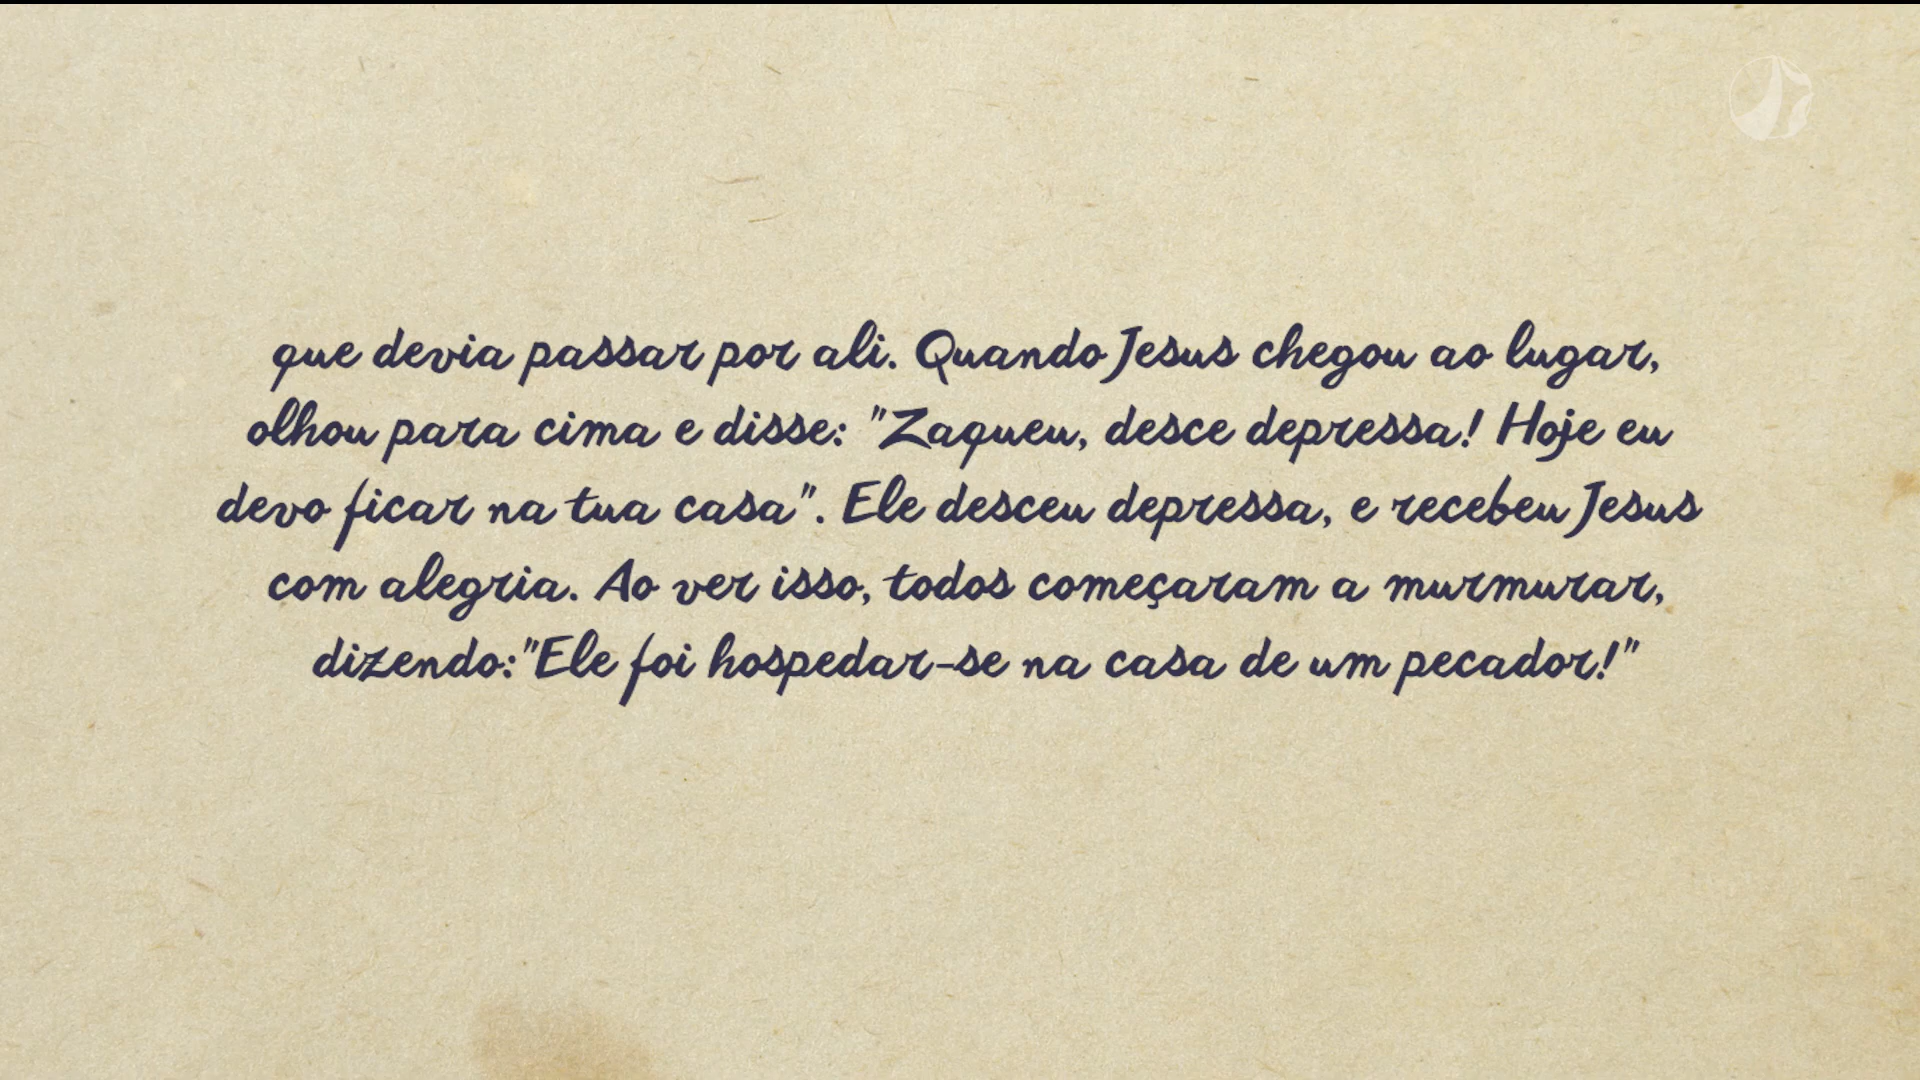 que devia passar por ali. Quando Jesus chegou ao lugar,
olhou para cima e disse: "Zaqueu, desce depressa! Hoje eu
devo ficar na tua casa". Ele desceu depressa, e recebeu Jesus
com alegria. Ao ver isso, todos começaram a murmurar,
dizendo:"Ele foi hospedar-se na casa de um pecador!"